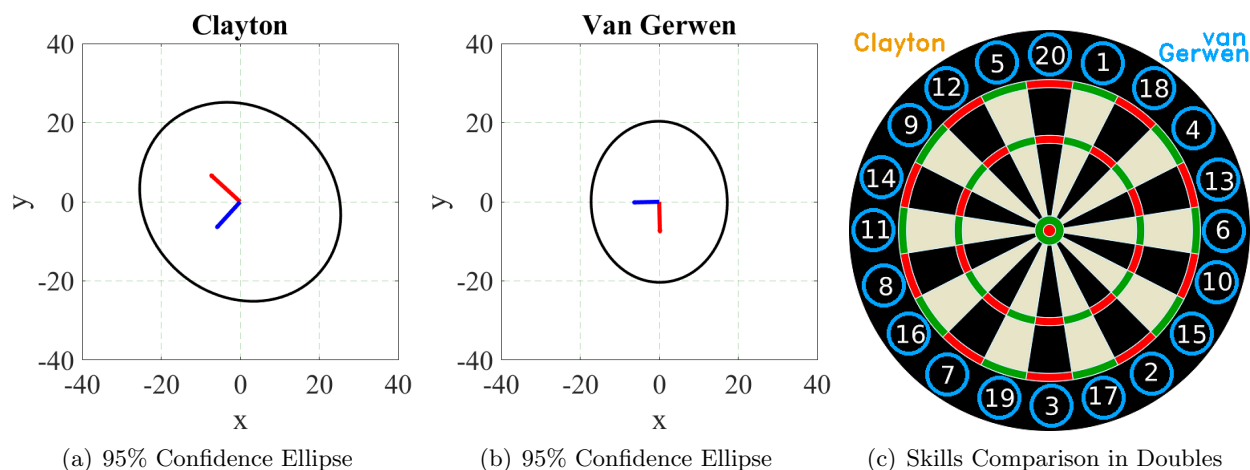 Clayton
40
20
0
-20
-40
y
-40 -20 0 20 40
x
(a) 95% Confidence Ellipse
Van Gerwen
40
20
0
-20
-40
y
-40 -20 0 20 40
x
(b) 95% Confidence Ellipse
Clayton
van
Gerwen
20
1
18
4
13
6
10
15
2
17
3
19
7
16
8
11
14
9
12
5
(c) Skills Comparison in Doubles